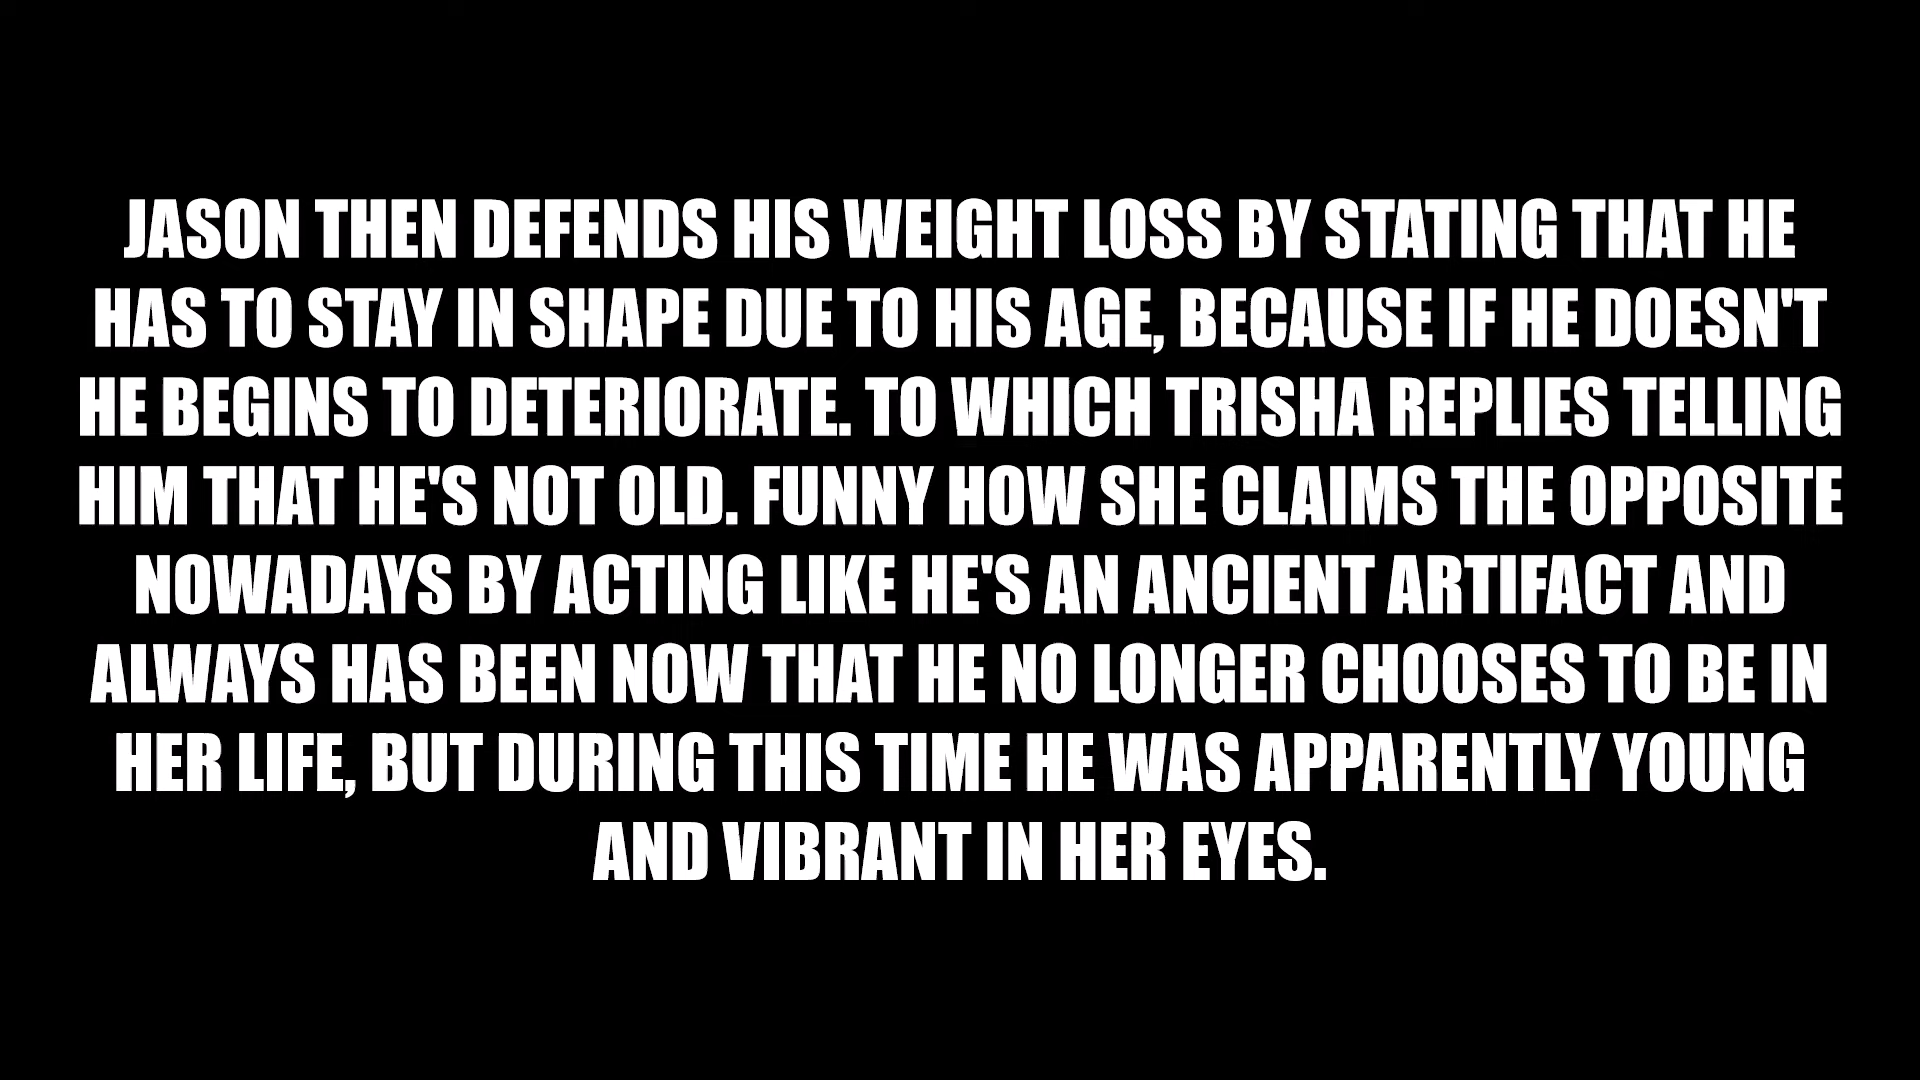 JASON THEN DEFENDS HIS WEIGHT LOSS BY STATING THAT HE
HAS TO STAY IN SHAPE DUE TO HIS AGE, BECAUSE IF HE DOESN'T
HE BEGINS TO DETERIORATE. TO WHICH TRISHA REPLIES TELLING
HIM THAT HE'S NOT OLD. FUNNY HOW SHE CLAIMS THE OPPOSITE
NOWADAYS BY ACTING LIKE HE'S AN ANCIENT ARTIFACT AND
ALWAYS HAS BEEN NOW THAT HE NO LONGER CHOOSES TO BE IN
HER LIFE, BUT DURING THIS TIME HE WAS APPARENTLY YOUNG
AND VIBRANT IN HER EYES.